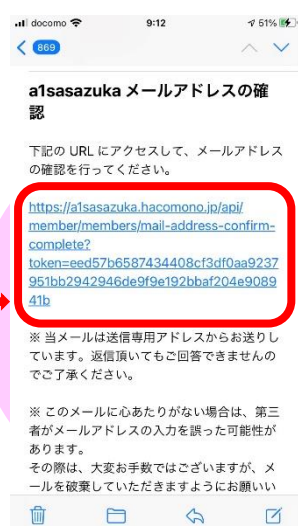 docomo 9:12 51%
869
a1sasazuka メールアドレスの確
認
下記の URL にアクセスして、メールアドレス
の確認を行ってください。
https://a1sasazuka.hacomono.jp/api/
member/members/mail-address-confirm-
complete?
token=eed57b6587434408cf3df0aa9237
951bb2942946de9f9e192bbaf204e9089
41b
※ 当メールは送信専用アドレスからお送りし
ています。返信頂いてもご回答できませんの
でご了承ください。
※ このメールに心あたりがない場合は、第三
者がメールアドレスの入力を誤った可能性が
あります。
その際は、大変お手数ではございますが、メ
ールを破棄していただきますようにお願いい